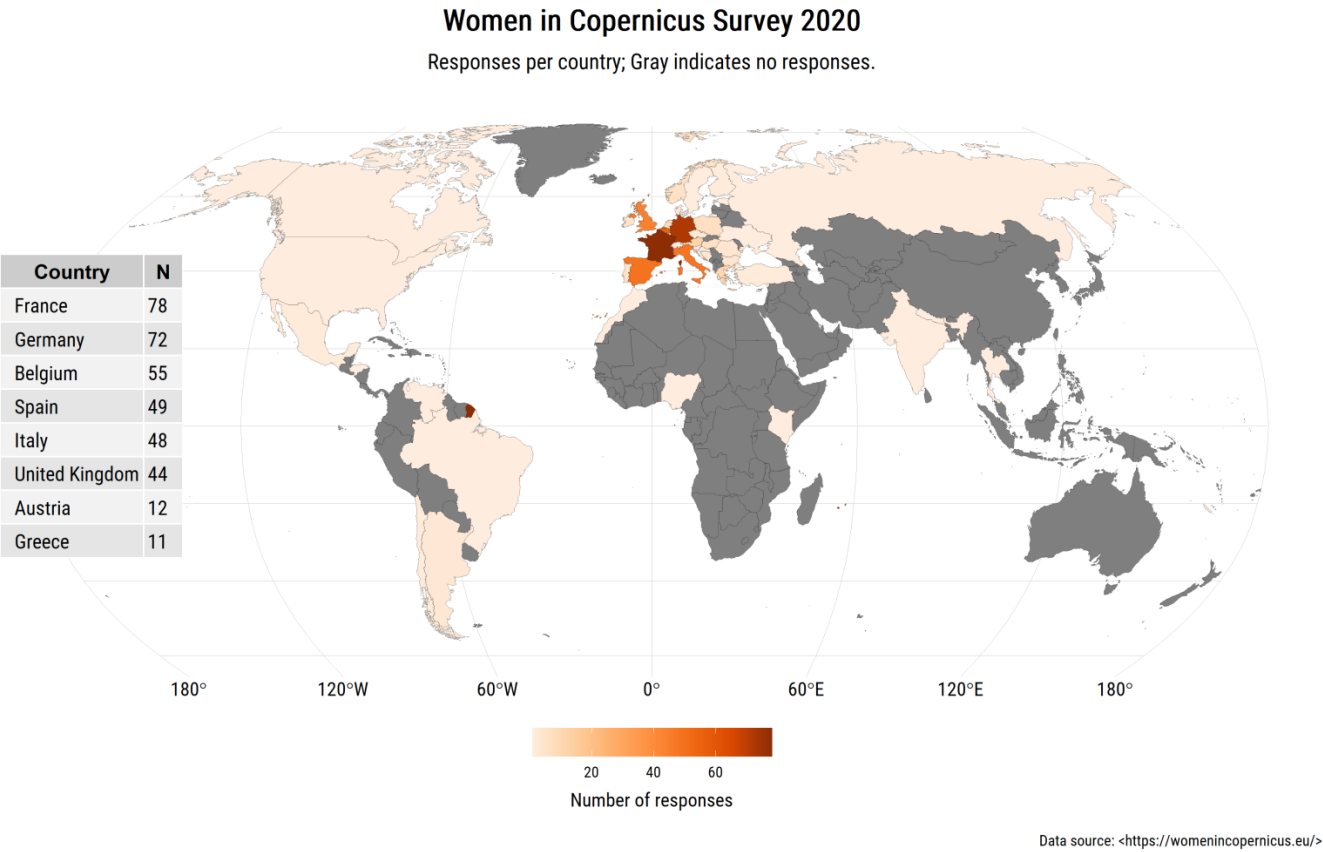 Women in Copernicus Survey 2020
Responses per country; Gray indicates no responses.
Country N
France 78
Germany 72
Belgium 55
Spain 49
Italy 48
United Kingdom 44
Austria 12
Greece 11
180° 120°W 60°W 0° 60°E 120°E 180°
20 40 60
Number of responses
Data source: <https://womenincopernicus.eu/>